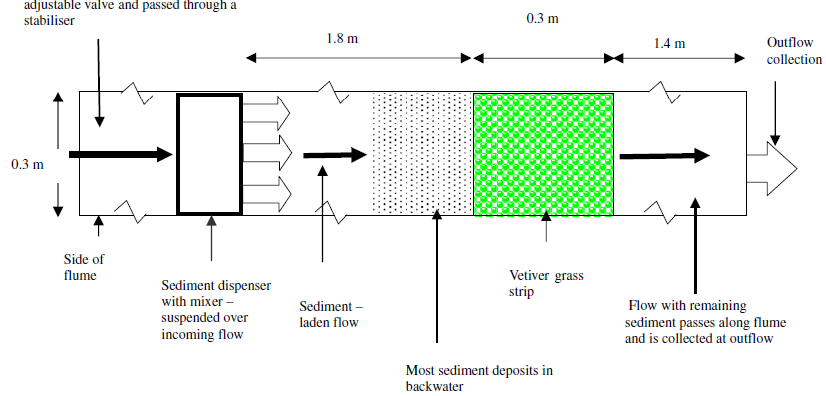 adjustable valve and passed through a
stabiliser
0.3 m
1.8 m
1.4 m
Outflow
collection
0.3 m
Side of
flume
Sediment dispenser
with mixer –
suspended over
incoming flow
Sediment –
laden flow
Vetiver grass
strip
Flow with remaining
sediment passes along flume
and is collected at outflow
Most sediment deposits in
backwater